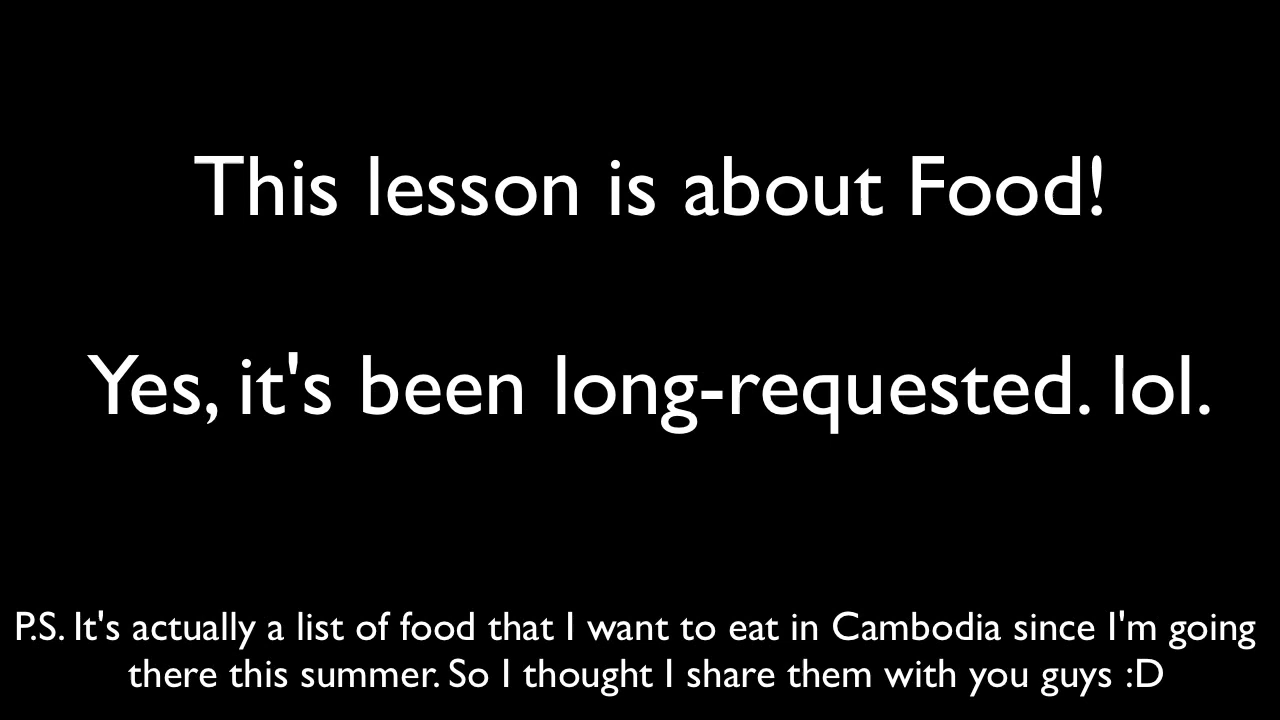 This lesson is about Food!
Yes, it's been long-requested. lol.
P.S. It's actually a list of food that I want to eat in Cambodia since I'm going
there this summer. So I thought I share them with you guys :D